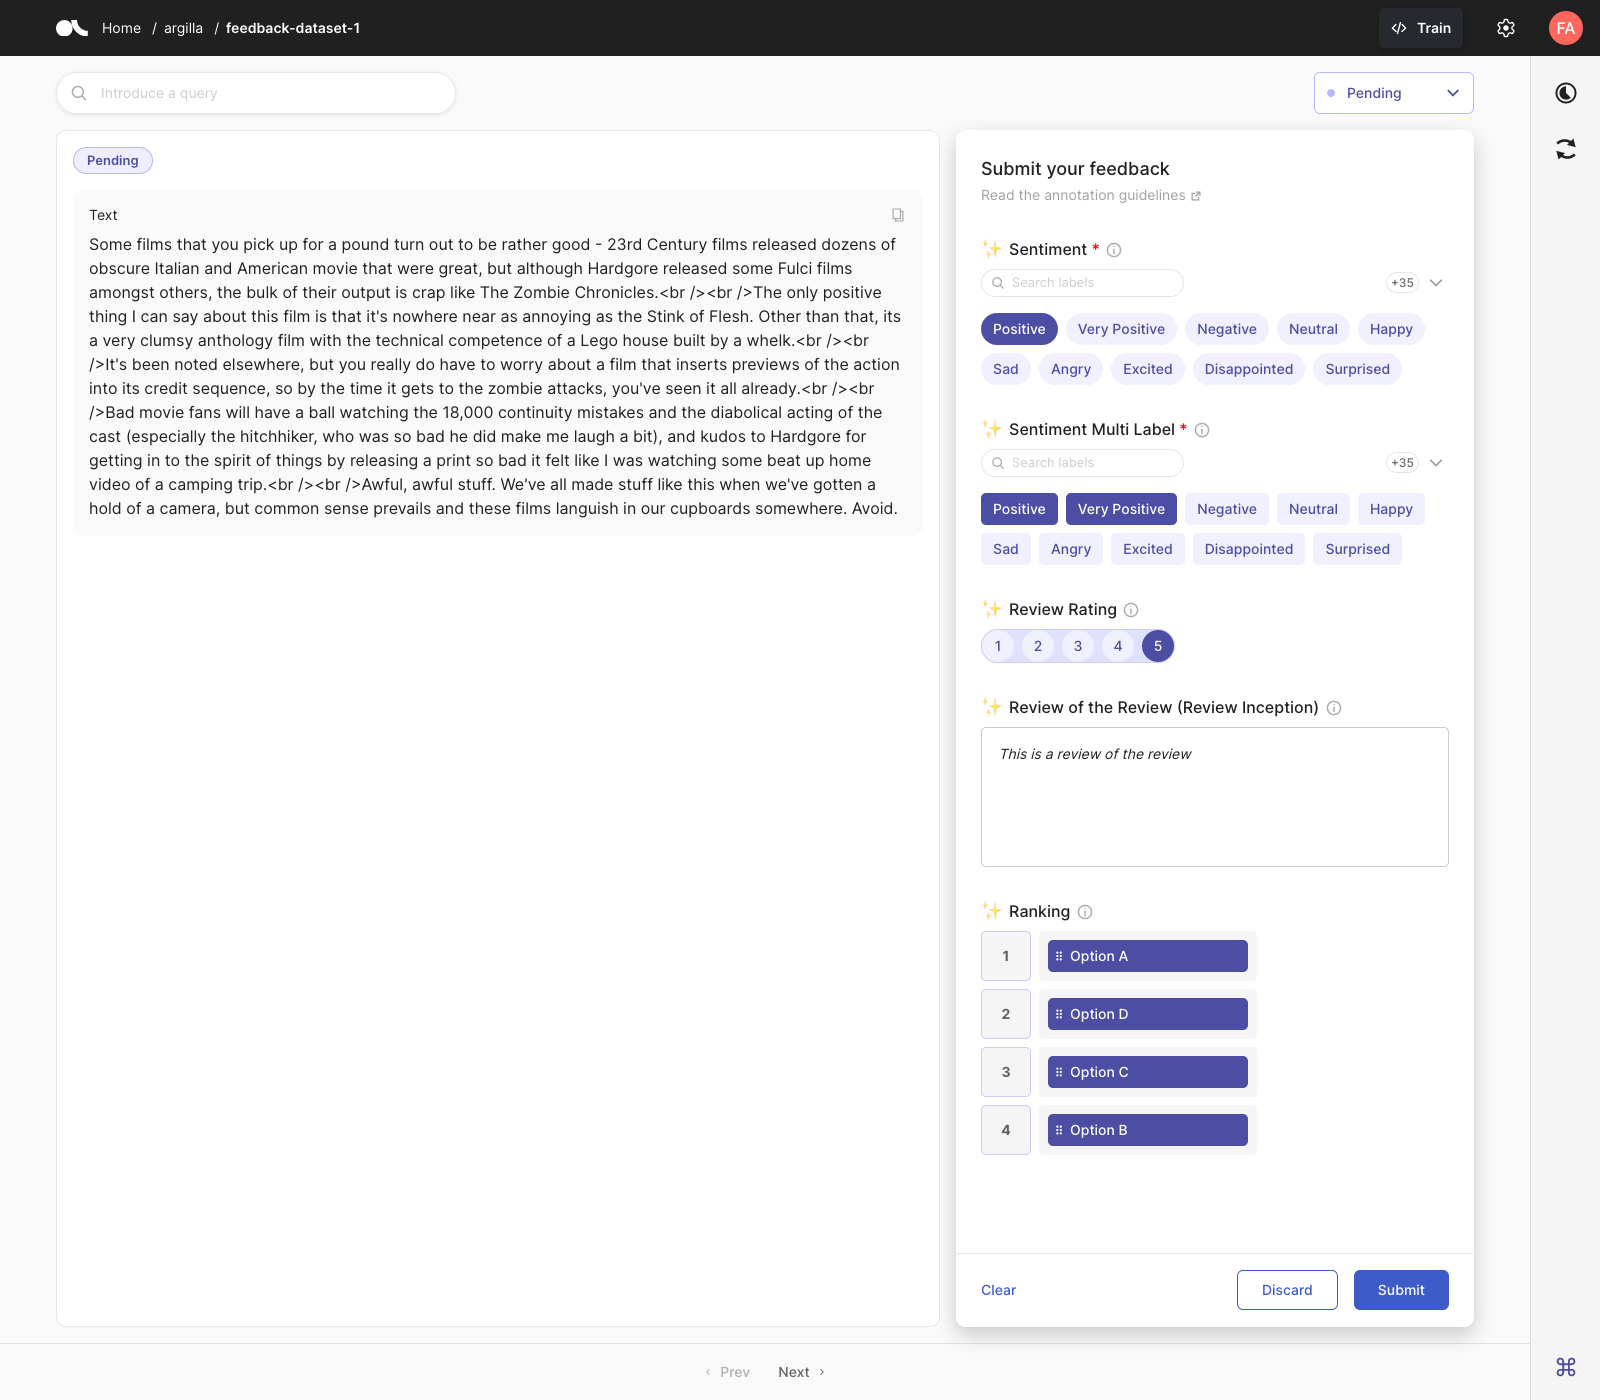 Home / argilla / feedback-dataset-1
Train
FA
Introduce a query
Pending
Pending
Text
Some films that you pick up for a pound turn out to be rather good - 23rd Century films released dozens of
obscure Italian and American movie that were great, but although Hardgore released some Fulci films
amongst others, the bulk of their output is crap like The Zombie Chronicles.<br /><br />The only positive
thing I can say about this film is that it's nowhere near as annoying as the Stink of Flesh. Other than that, its
a very clumsy anthology film with the technical competence of a Lego house built by a whelk.<br /><br
/>It's been noted elsewhere, but you really do have to worry about a film that inserts previews of the action
into its credit sequence, so by the time it gets to the zombie attacks, you've seen it all already.<br /><br
/>Bad movie fans will have a ball watching the 18,000 continuity mistakes and the diabolical acting of the
cast (especially the hitchhiker, who was so bad he did make me laugh a bit), and kudos to Hardgore for
getting in to the spirit of things by releasing a print so bad it felt like I was watching some beat up home
video of a camping trip.<br /><br />Awful, awful stuff. We've all made stuff like this when we've gotten a
hold of a camera, but common sense prevails and these films languish in our cupboards somewhere. Avoid.
Submit your feedback
Read the annotation guidelines
Sentiment *
Search labels
+35
Positive Very Positive Negative Neutral Happy
Sad Angry Excited Disappointed Surprised
Sentiment Multi Label *
Search labels
+35
Positive Very Positive Negative Neutral Happy
Sad Angry Excited Disappointed Surprised
Review Rating
1 2 3 4 5
Review of the Review (Review Inception)
This is a review of the review
Ranking
1 Option A
2 Option D
3 Option C
4 Option B
Clear Discard Submit
Prev Next